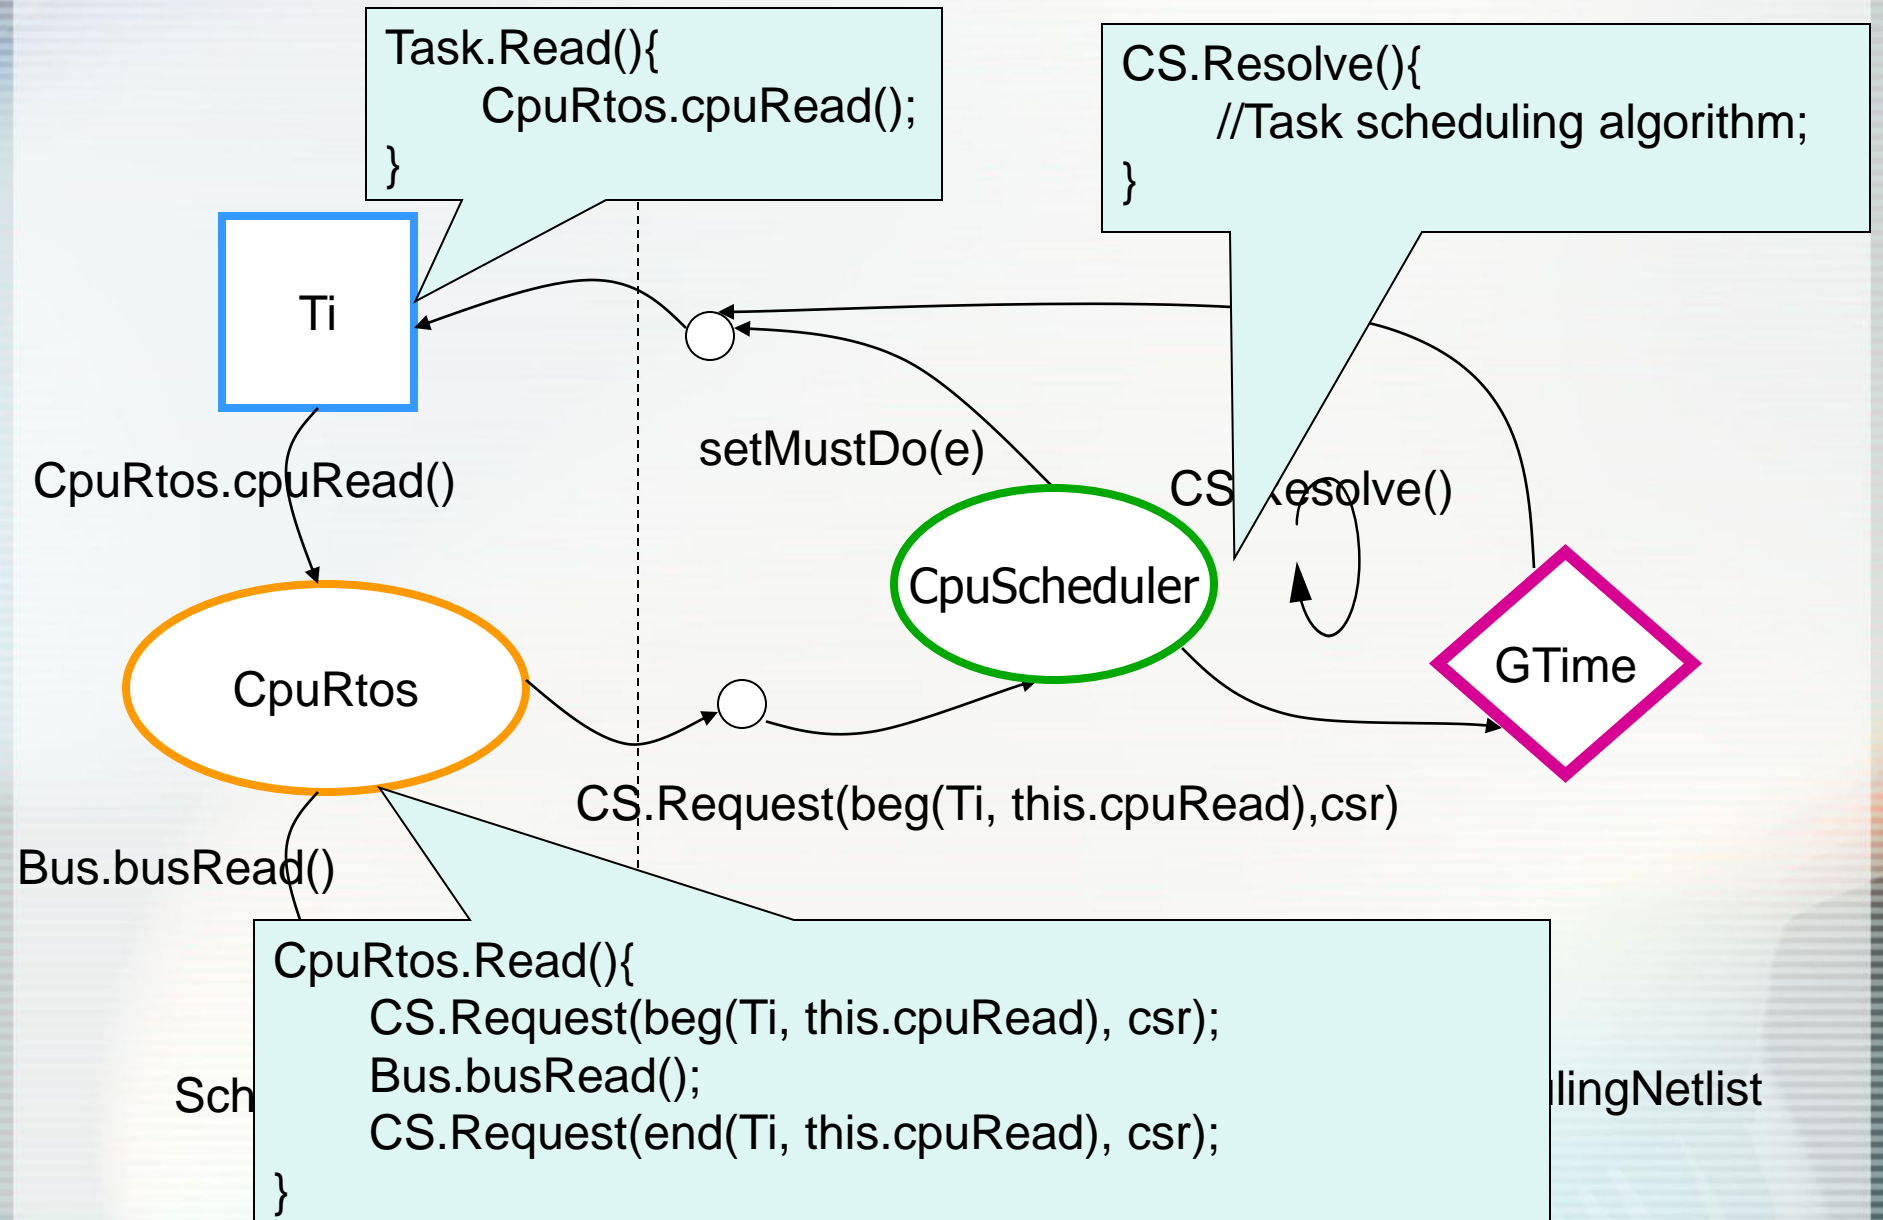 Task.Read(){
CpuRtos.cpuRead();
}
CS.Resolve(){
//Task scheduling algorithm;
}
Ti
setMustDo(e)
CpuRtos.cpuRead()
CS Resolve()
CpuScheduler
GTime
CpuRtos
CS.Request(beg(Ti, this.cpuRead),csr)
Bus.busRead()
CpuRtos.Read(){
CS.Request(beg(Ti, this.cpuRead), csr);
Bus.busRead();
CS.Request(end(Ti, this.cpuRead), csr);
}
Sch
lingNetlist